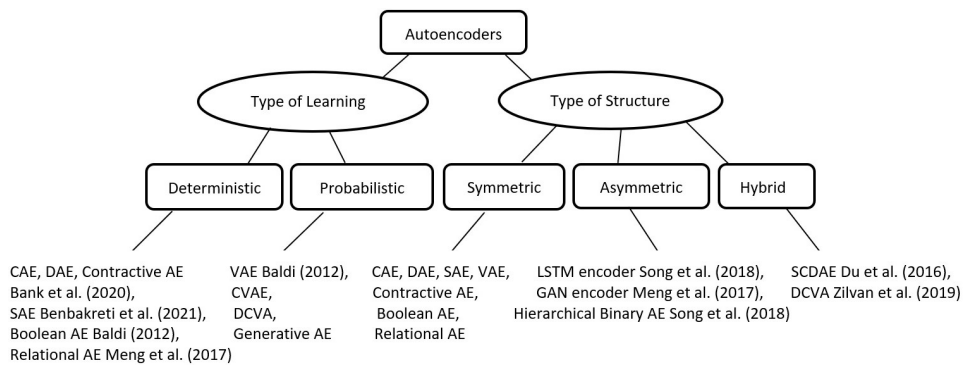 Autoencoders
Type of Learning
Type of Structure
Deterministic
Probabilistic
Symmetric
Asymmetric
Hybrid
CAE, DAE, Contractive AE
Bank et al. (2020),
SAE Benbakreti et al. (2021),
Boolean AE Baldi (2012),
Relational AE Meng et al. (2017)
VAE Baldi (2012),
CVAE,
DCVA,
Generative AE
CAE, DAE, SAE, VAE,
Contractive AE,
Boolean AE,
Relational AE
LSTM encoder Song et al. (2018),
GAN encoder Meng et al. (2017),
Hierarchical Binary AE Song et al. (2018)
SCDAE Du et al. (2016),
DCVA Zilvan et al. (2019)